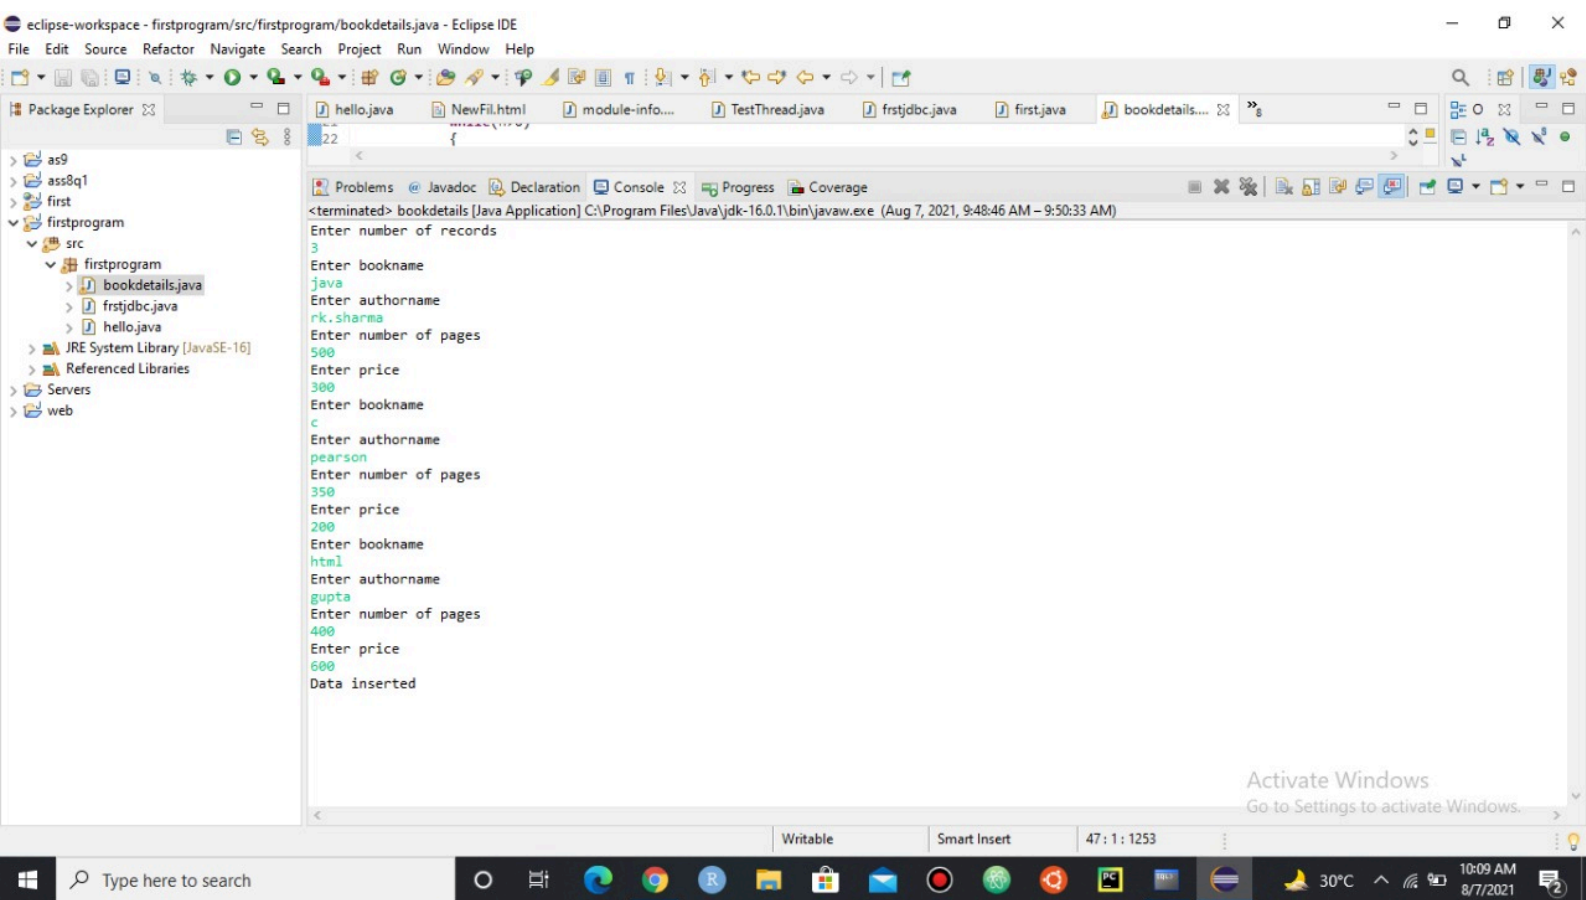 eclipse-workspace - firstprogram/src/firstprogram/bookdetails.java - Eclipse IDE
File Edit Source Refactor Navigate Search Project Run Window Help
Package Explorer
hello.java NewFil.html module-info.... TestThread.java frstjdbc.java first.java bookdetails.... »8
22 {
as9
ass8q1
first
firstprogram
src
firstprogram
bookdetails.java
frstjdbc.java
hello.java
JRE System Library [JavaSE-16]
Referenced Libraries
Servers
web
Problems Javadoc Declaration Console Progress Coverage
<terminated> bookdetails [Java Application] C:\Program Files\Java\jdk-16.0.1\bin\javaw.exe (Aug 7, 2021, 9:48:46 AM – 9:50:33 AM)
Enter number of records
3
Enter bookname
java
Enter authorname
rk.sharma
Enter number of pages
500
Enter price
300
Enter bookname
c
Enter authorname
pearson
Enter number of pages
350
Enter price
200
Enter bookname
html
Enter authorname
gupta
Enter number of pages
400
Enter price
600
Data inserted
Activate Windows
Go to Settings to activate Windows.
Writable Smart Insert 47 : 1 : 1253
Type here to search
30°C
10:09 AM
8/7/2021
2